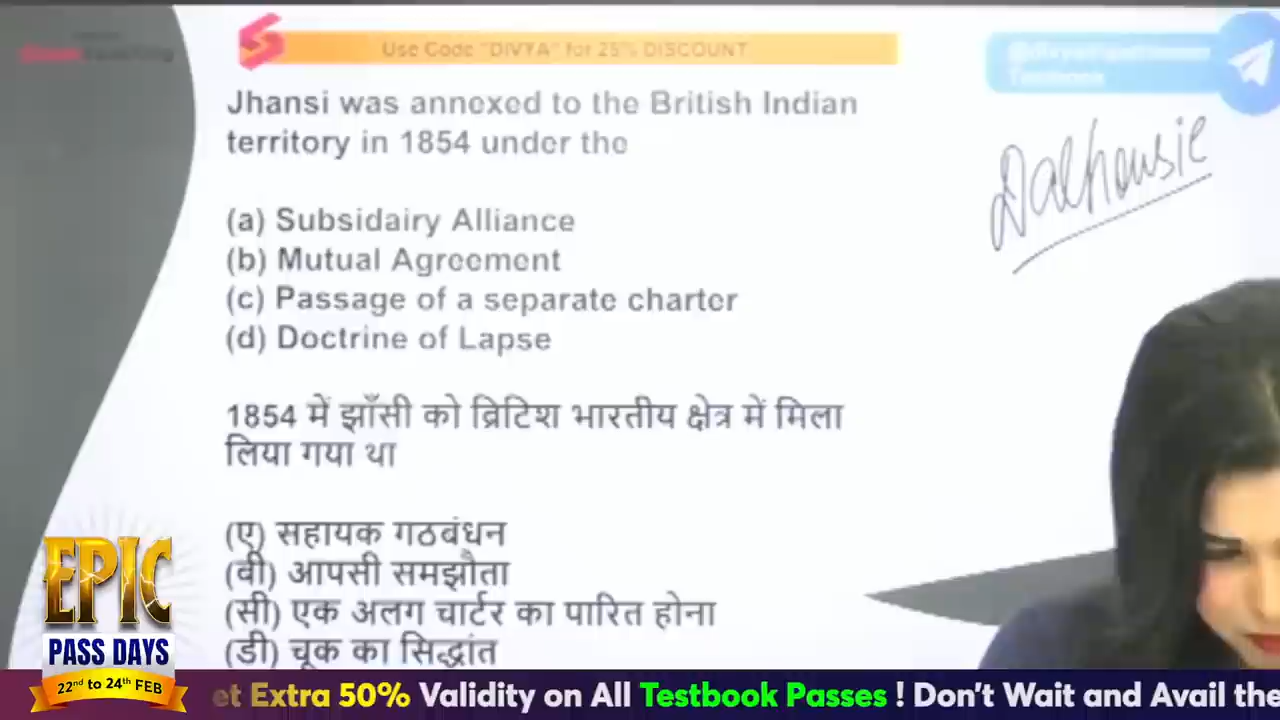 Use Code "DIVYA" for 25% DISCOUNT
Testbook
Jhansi was annexed to the British Indian
territory in 1854 under the
Dalhousie
(a) Subsidairy Alliance
(b) Mutual Agreement
(c) Passage of a separate charter
(d) Doctrine of Lapse
1854 में झाँसी को ब्रिटिश भारतीय क्षेत्र में मिला
लिया गया था
(ए) सहायक गठबंधन
(बी) आपसी समझौता
(सी) एक अलग चार्टर का पारित होना
(डी) चूक का सिद्धांत
EPIC
PASS DAYS
22nd to 24th FEB
et Extra 50% Validity on All Testbook Passes ! Don't Wait and Avail the